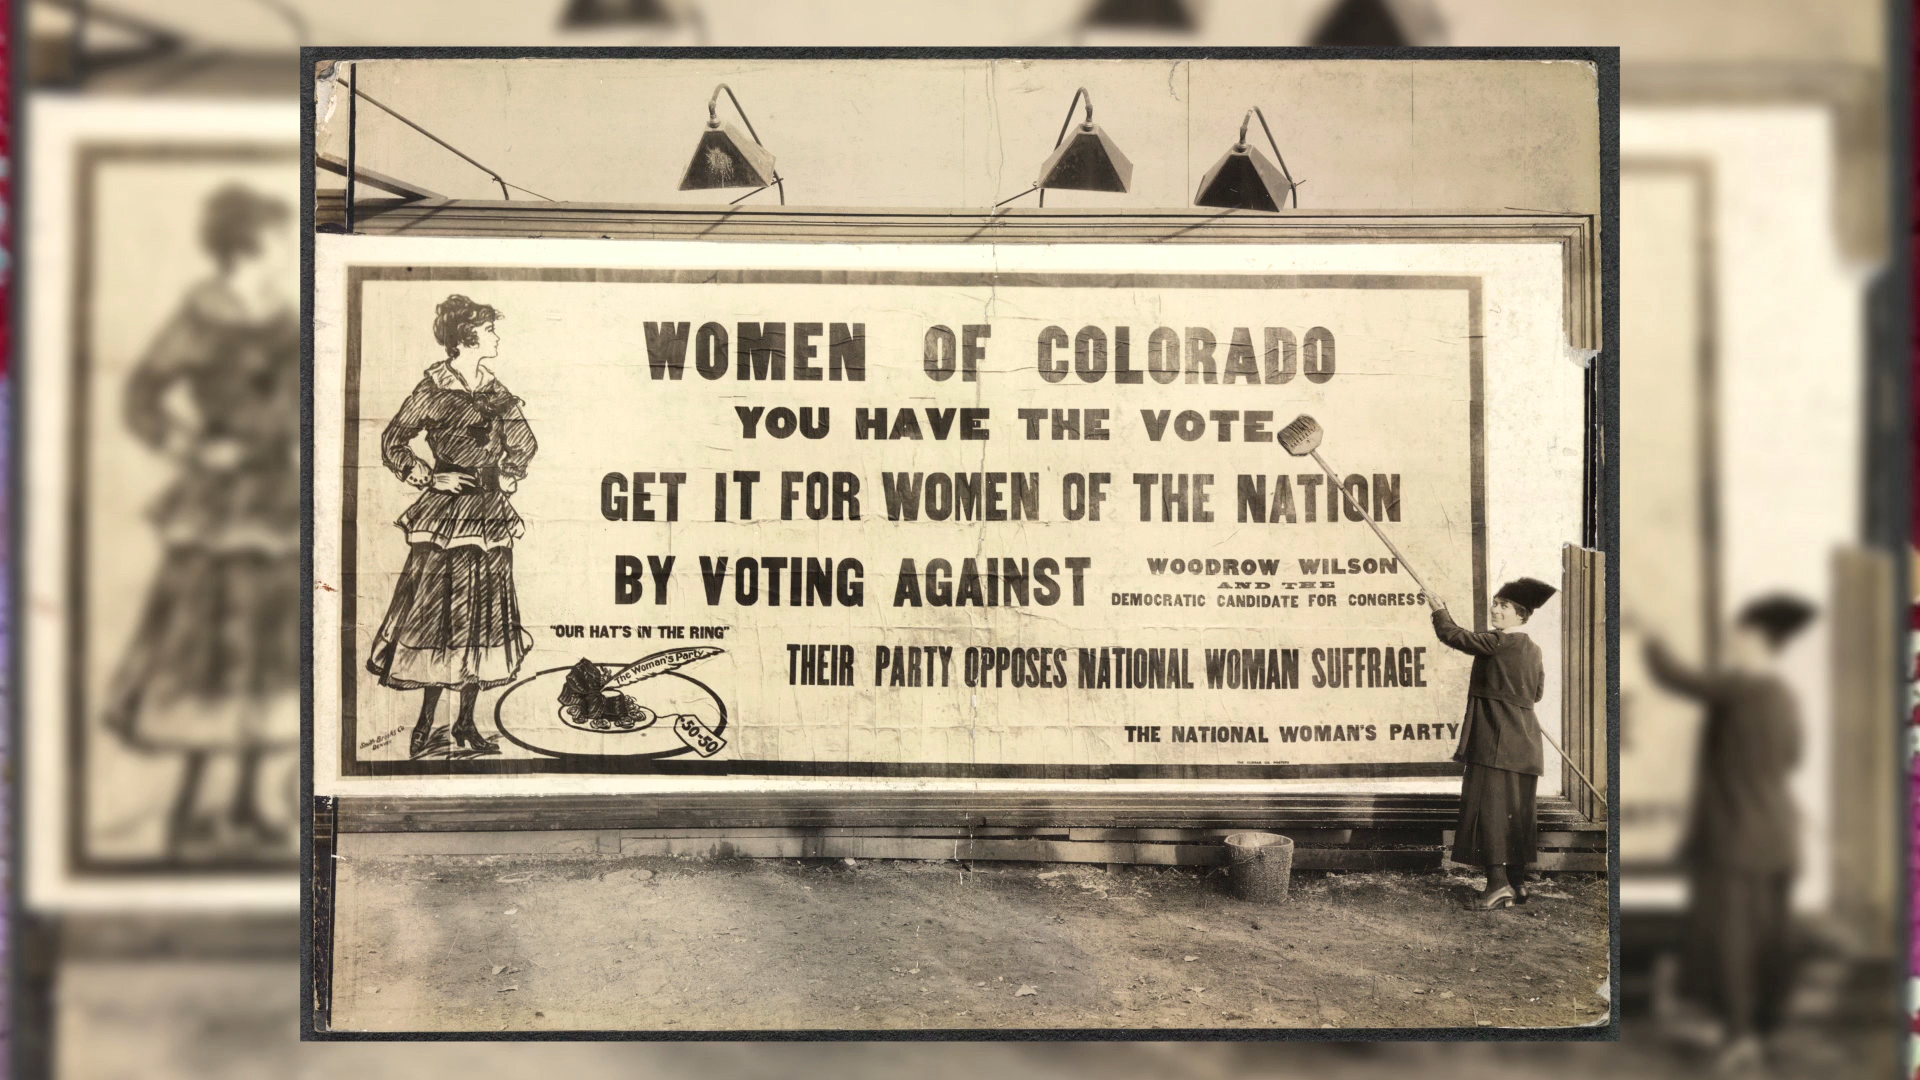 WOMEN OF COLORADO
YOU HAVE THE VOTE
GET IT FOR WOMEN OF THE NATION
BY VOTING AGAINST WOODROW WILSON
AND THE
DEMOCRATIC CANDIDATE FOR CONGRESS
"OUR HAT'S IN THE RING"
The Woman's Party
50-50
THEIR PARTY OPPOSES NATIONAL WOMAN SUFFRAGE
THE NATIONAL WOMAN'S PARTY